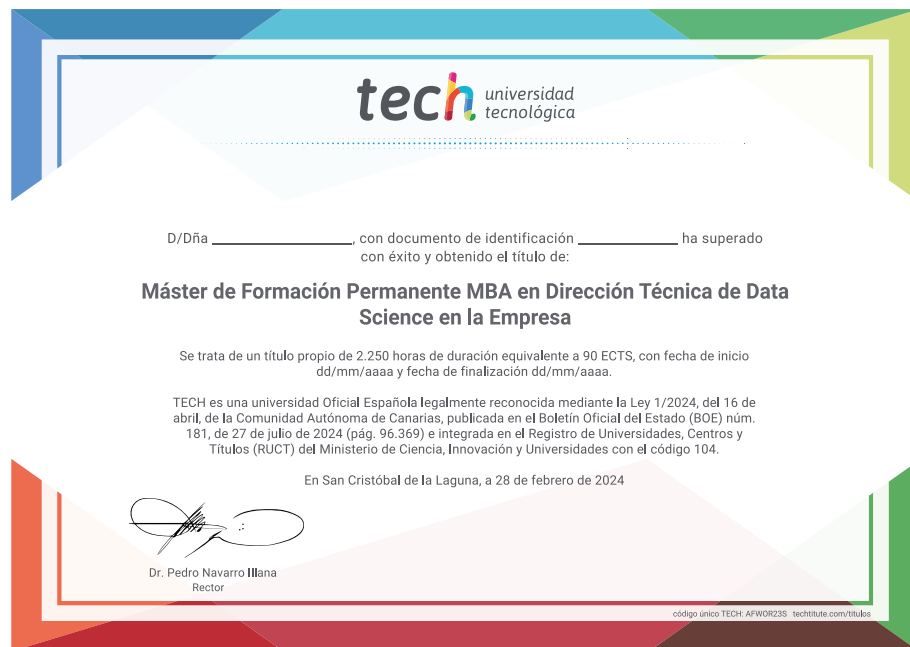 tech universidad
tecnológica
D/Dña ________________, con documento de identificación ___________ ha superado
con éxito y obtenido el título de:
Máster de Formación Permanente MBA en Dirección Técnica de Data
Science en la Empresa
Se trata de un título propio de 2.250 horas de duración equivalente a 90 ECTS, con fecha de inicio
dd/mm/aaaa y fecha de finalización dd/mm/aaaa.
TECH es una universidad Oficial Española legalmente reconocida mediante la Ley 1/2024, del 16 de
abril, de la Comunidad Autónoma de Canarias, publicada en el Boletín Oficial del Estado (BOE) núm.
181, de 27 de julio de 2024 (pág. 96.369) e integrada en el Registro de Universidades, Centros y
Títulos (RUCT) del Ministerio de Ciencia, Innovación y Universidades con el código 104.
En San Cristóbal de la Laguna, a 28 de febrero de 2024
Dr. Pedro Navarro Illana
Rector
código único TECH: AFWOR23S techtitute.com/titulos